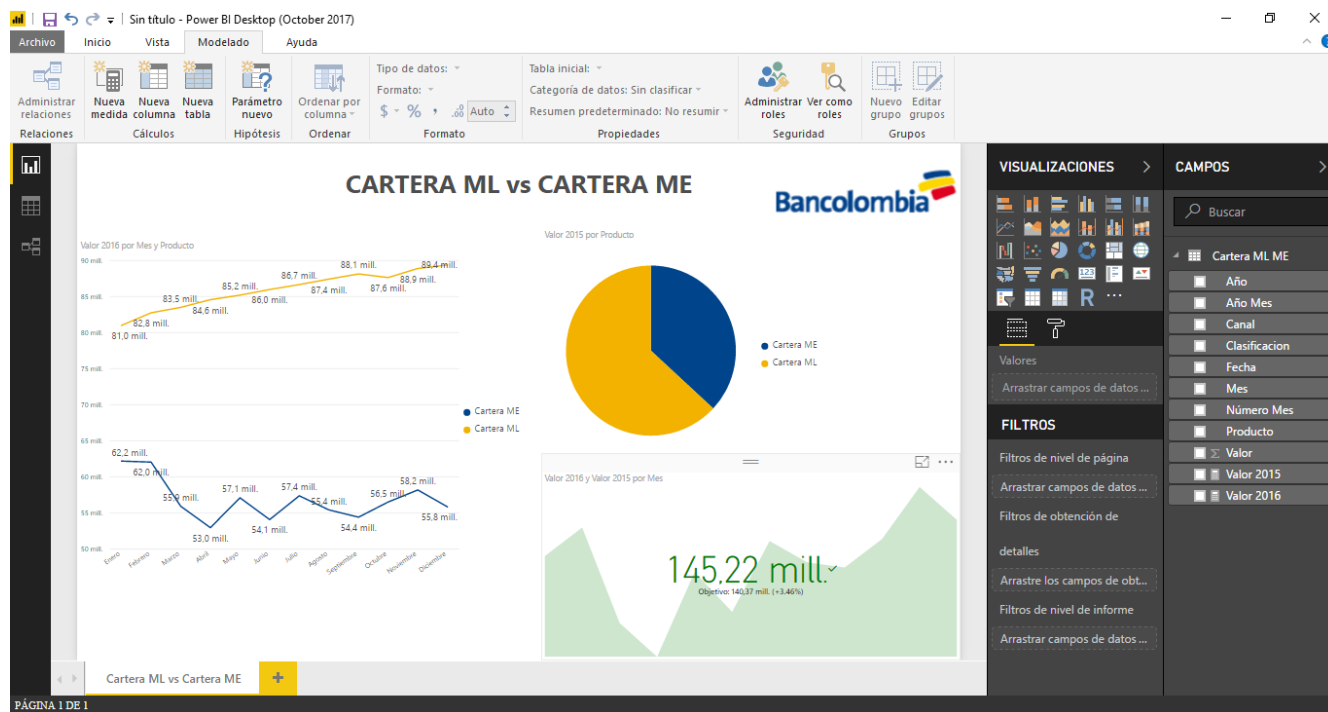 Sin título - Power BI Desktop (October 2017)
Archivo Inicio Vista Modelado Ayuda
Administrar relaciones
Nueva medida
Nueva columna
Nueva tabla
Parámetro nuevo
Ordenar por columna
Tipo de datos:
Formato:
$ % , .00 Auto
Tabla inicial:
Categoría de datos: Sin clasificar
Resumen predeterminado: No resumir
Administrar roles
Ver como roles
Nuevo grupo
Editar grupos
Relaciones Cálculos Hipótesis Ordenar Formato Propiedades Seguridad Grupos
CARTERA ML vs CARTERA ME
Bancolombia
Valor 2016 por Mes y Producto
90 mill.
85 mill.
80 mill.
75 mill.
70 mill.
65 mill.
60 mill.
55 mill.
50 mill.
81,0 mill.
82,8 mill.
83,5 mill.
84,6 mill.
85,2 mill.
86,0 mill.
86,7 mill.
87,4 mill.
88,1 mill.
87,6 mill.
88,9 mill.
89,4 mill.
62,2 mill.
62,0 mill.
55,9 mill.
53,0 mill.
57,1 mill.
54,1 mill.
57,4 mill.
55,4 mill.
54,4 mill.
56,5 mill.
58,2 mill.
55,8 mill.
Enero Febrero Marzo Abril Mayo Junio Julio Agosto Septiembre Octubre Noviembre Diciembre
Cartera ME
Cartera ML
Valor 2015 por Producto
Cartera ME
Cartera ML
Valor 2016 y Valor 2015 por Mes
145,22 mill.
Objetivo: 140,37 mill. (+3.46%)
VISUALIZACIONES
123
R
Valores
Arrastrar campos de datos ...
FILTROS
Filtros de nivel de página
Arrastrar campos de datos ...
Filtros de obtención de
detalles
Arrastre los campos de obt...
Filtros de nivel de informe
Arrastrar campos de datos ...
CAMPOS
Buscar
Cartera ML ME
Año
Año Mes
Canal
Clasificacion
Fecha
Mes
Número Mes
Producto
Σ Valor
Valor 2015
Valor 2016
Cartera ML vs Cartera ME
PÁGINA 1 DE 1